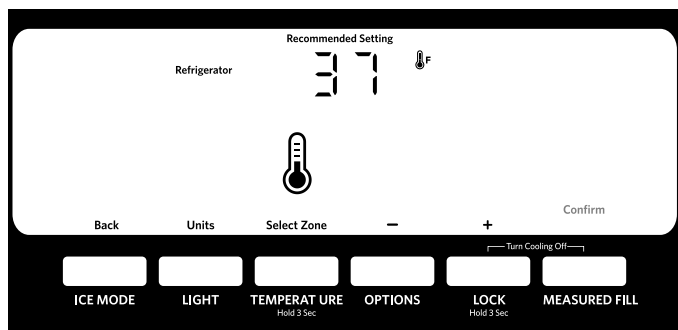 Recommended Setting
Refrigerator 37 F
Back Units Select Zone − + Confirm
Turn Cooling Off
ICE MODE LIGHT TEMPERAT URE OPTIONS LOCK MEASURED FILL
Hold 3 Sec Hold 3 Sec